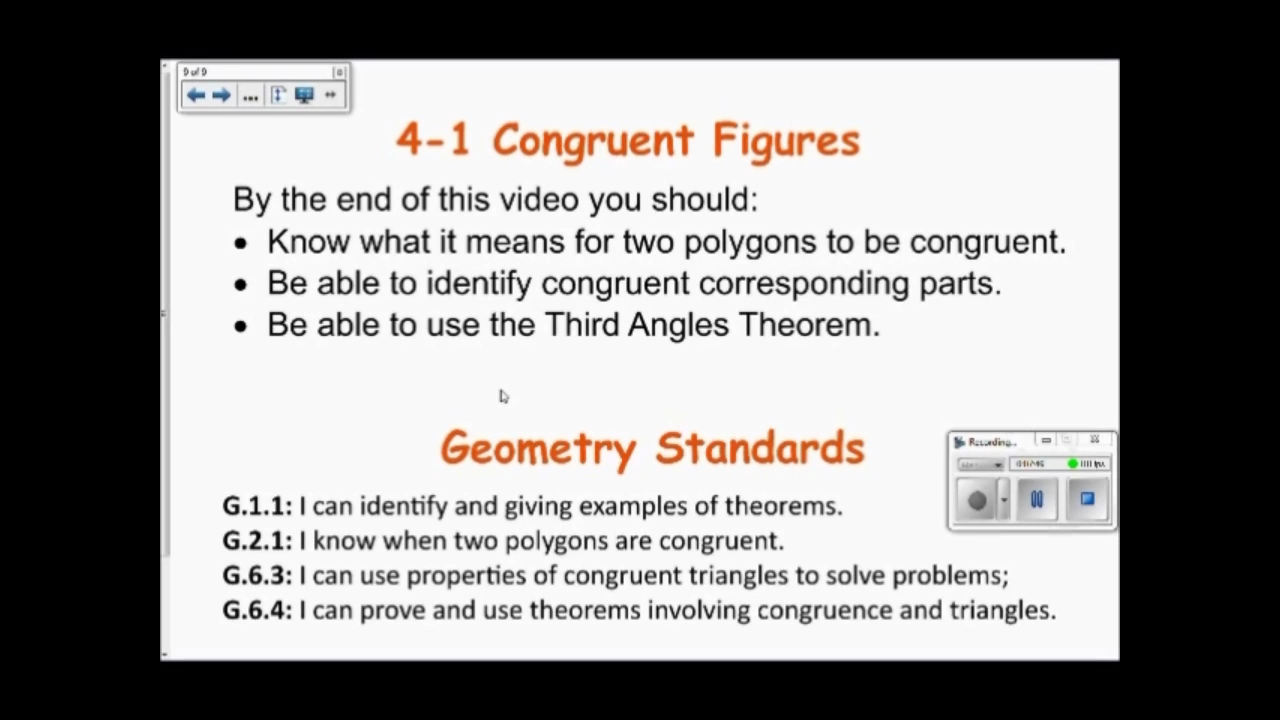 9 of 9
4-1 Congruent Figures
By the end of this video you should:
• Know what it means for two polygons to be congruent.
• Be able to identify congruent corresponding parts.
• Be able to use the Third Angles Theorem.
Geometry Standards
Recording...
G.1.1: I can identify and giving examples of theorems.
G.2.1: I know when two polygons are congruent.
G.6.3: I can use properties of congruent triangles to solve problems;
G.6.4: I can prove and use theorems involving congruence and triangles.